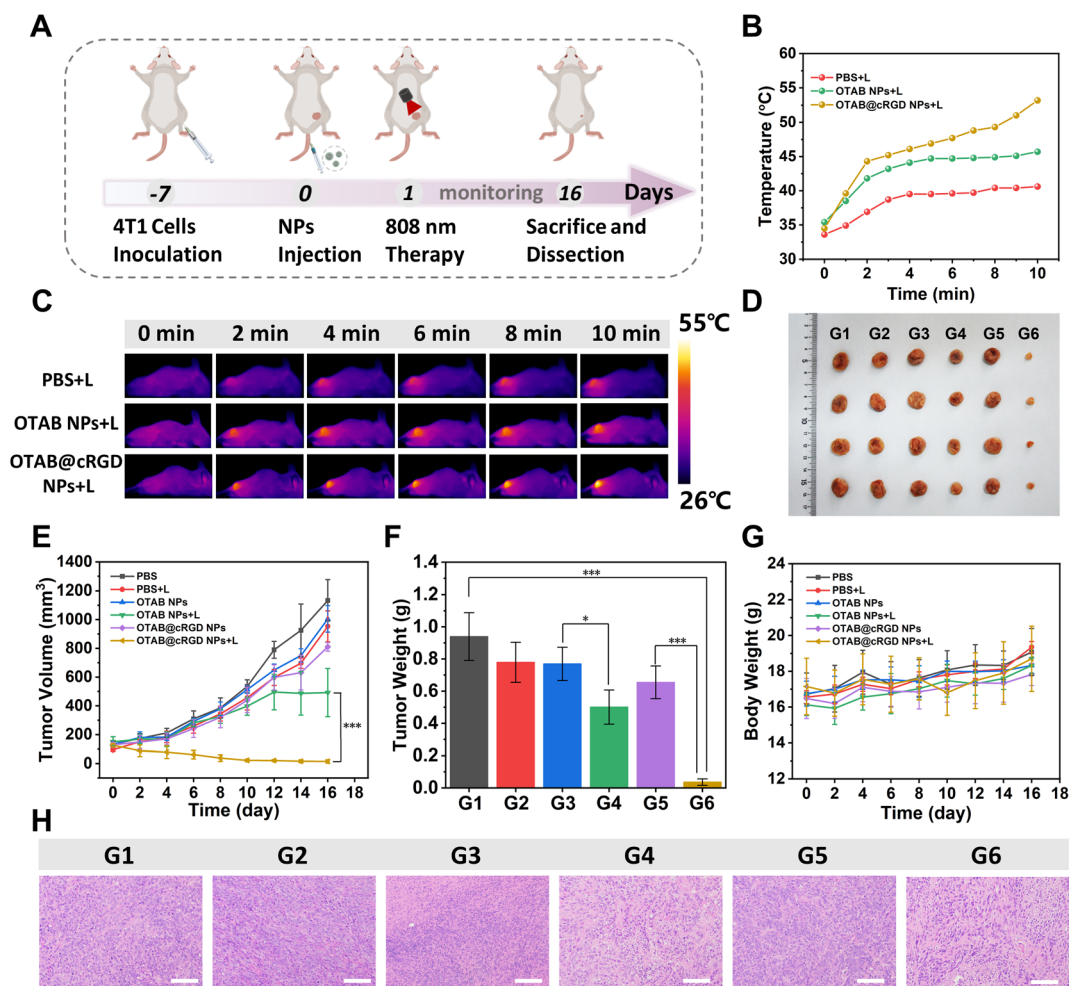 A
-7
0
1
monitoring
16
Days
4T1 Cells
Inoculation
NPs
Injection
808 nm
Therapy
Sacrifice and
Dissection
B
Temperature (°C)
60
55
50
45
40
35
30
PBS+L
OTAB NPs+L
OTAB@cRGD NPs+L
0 2 4 6 8 10
Time (min)
C
0 min 2 min 4 min 6 min 8 min 10 min
PBS+L
OTAB NPs+L
OTAB@cRGD
NPs+L
55℃
26℃
D
G1 G2 G3 G4 G5 G6
E
Tumor Volume (mm³)
1400
1200
1000
800
600
400
200
0
PBS
PBS+L
OTAB NPs
OTAB NPs+L
OTAB@cRGD NPs
OTAB@cRGD NPs+L
***
0 2 4 6 8 10 12 14 16 18
Time (day)
F
Tumor Weight (g)
1.4
1.2
1.0
0.8
0.6
0.4
0.2
0.0
***
*
***
G1 G2 G3 G4 G5 G6
G
Body Weight (g)
24
22
20
18
16
14
12
PBS
PBS+L
OTAB NPs
OTAB NPs+L
OTAB@cRGD NPs
OTAB@cRGD NPs+L
0 2 4 6 8 10 12 14 16 18
Time (day)
H
G1 G2 G3 G4 G5 G6